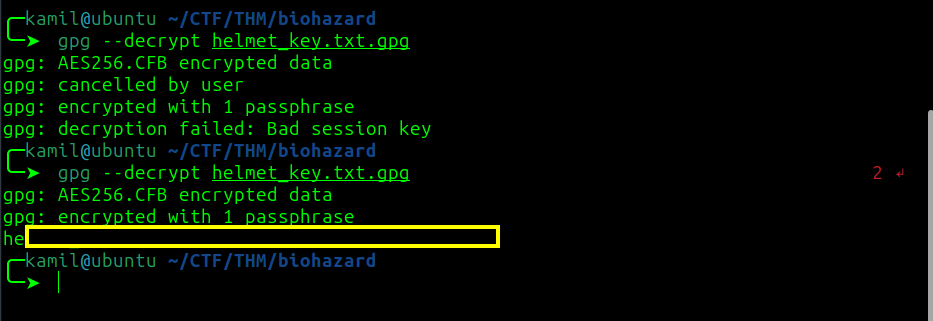 kamil@ubuntu ~/CTF/THM/biohazard
gpg --decrypt helmet_key.txt.gpg
gpg: AES256.CFB encrypted data
gpg: cancelled by user
gpg: encrypted with 1 passphrase
gpg: decryption failed: Bad session key
kamil@ubuntu ~/CTF/THM/biohazard
gpg --decrypt helmet_key.txt.gpg 2 ↲
gpg: AES256.CFB encrypted data
gpg: encrypted with 1 passphrase
he
kamil@ubuntu ~/CTF/THM/biohazard